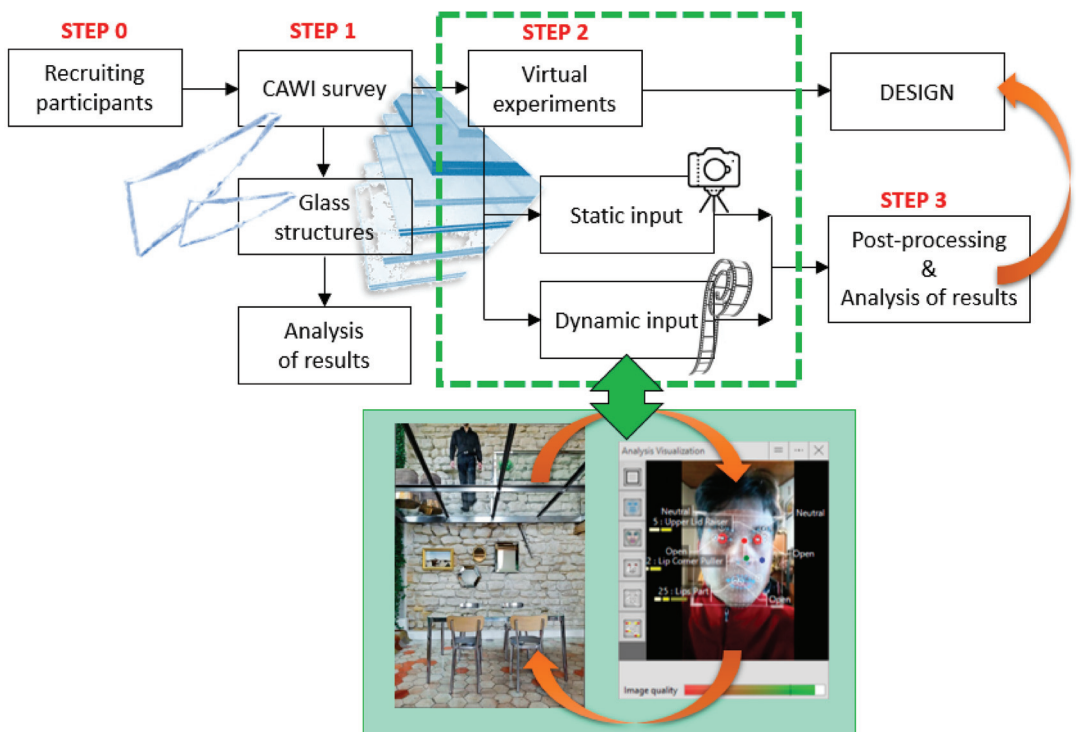 STEP 0
Recruiting
participants
STEP 1
CAWI survey
Glass
structures
Analysis
of results
STEP 2
Virtual
experiments
Static input
Dynamic input
DESIGN
STEP 3
Post-processing
&
Analysis of results
Analysis Visualization
Neutral
Neutral
5 : Upper Lid Raiser
Open
Open
2 : Lip Corner Puller
25 : Lips Part
Open
Image quality